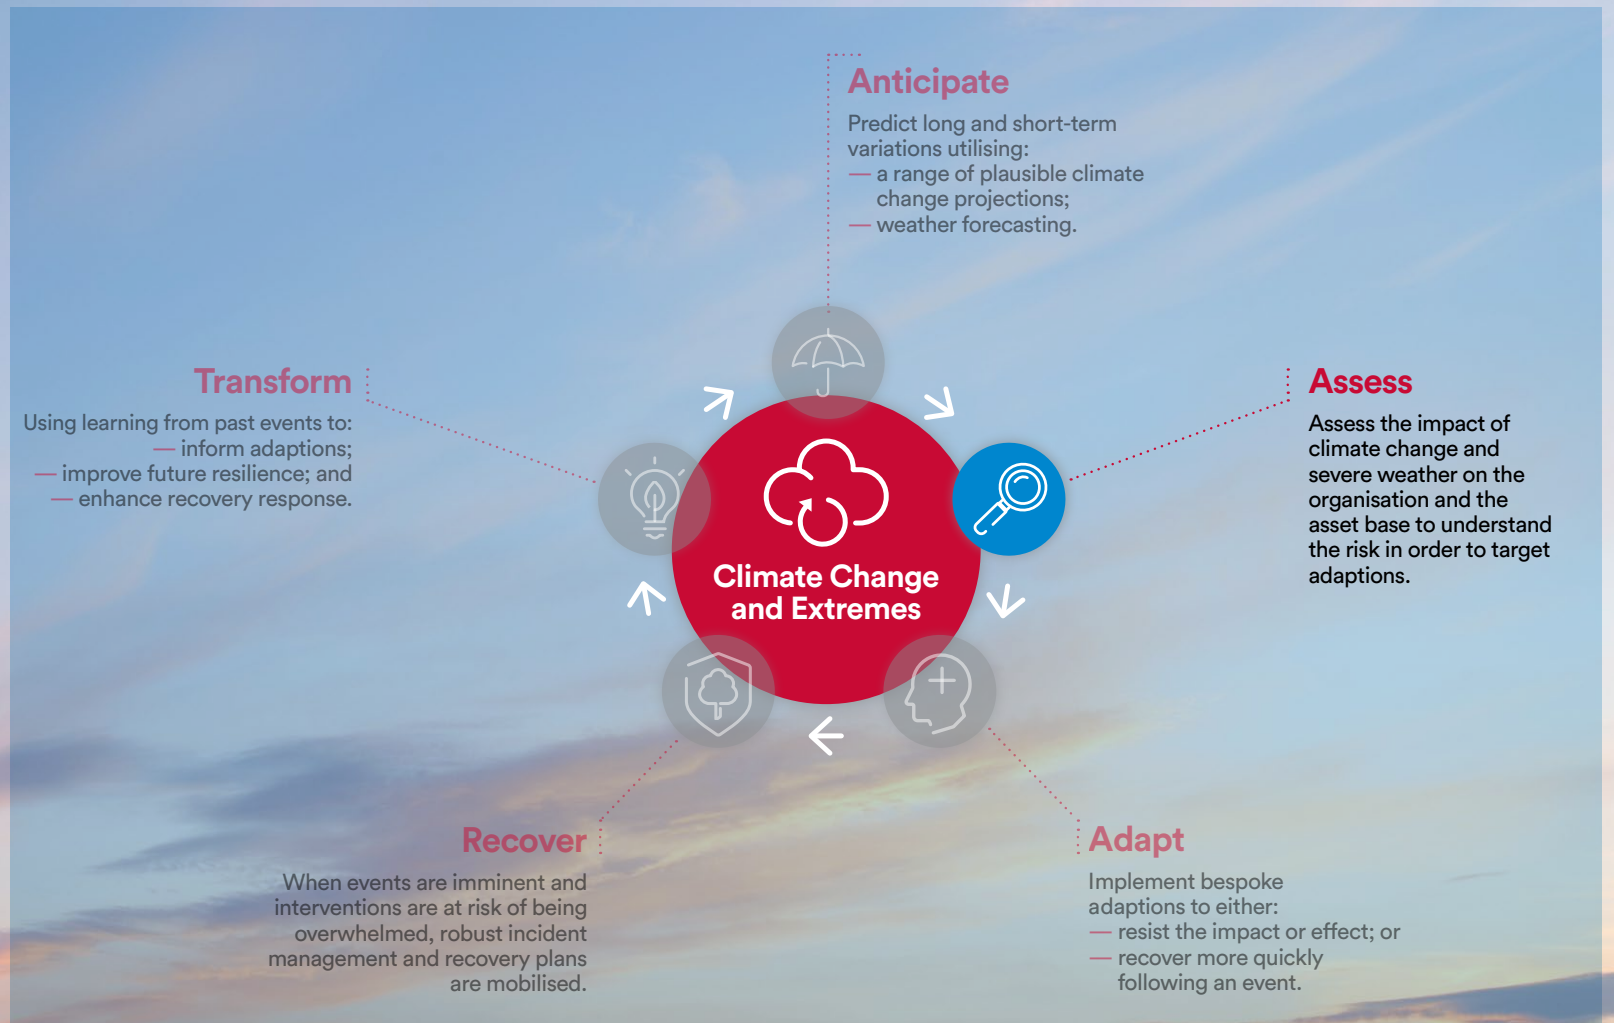 Anticipate
Predict long and short-term
variations utilising:
— a range of plausible climate
change projections;
— weather forecasting.
Transform
Using learning from past events to:
— inform adaptions;
— improve future resilience; and
— enhance recovery response.
Assess
Assess the impact of
climate change and
severe weather on the
organisation and the
asset base to understand
the risk in order to target
adaptions.
Climate Change
and Extremes
Recover
When events are imminent and
interventions are at risk of being
overwhelmed, robust incident
management and recovery plans
are mobilised.
Adapt
Implement bespoke
adaptions to either:
— resist the impact or effect; or
— recover more quickly
following an event.